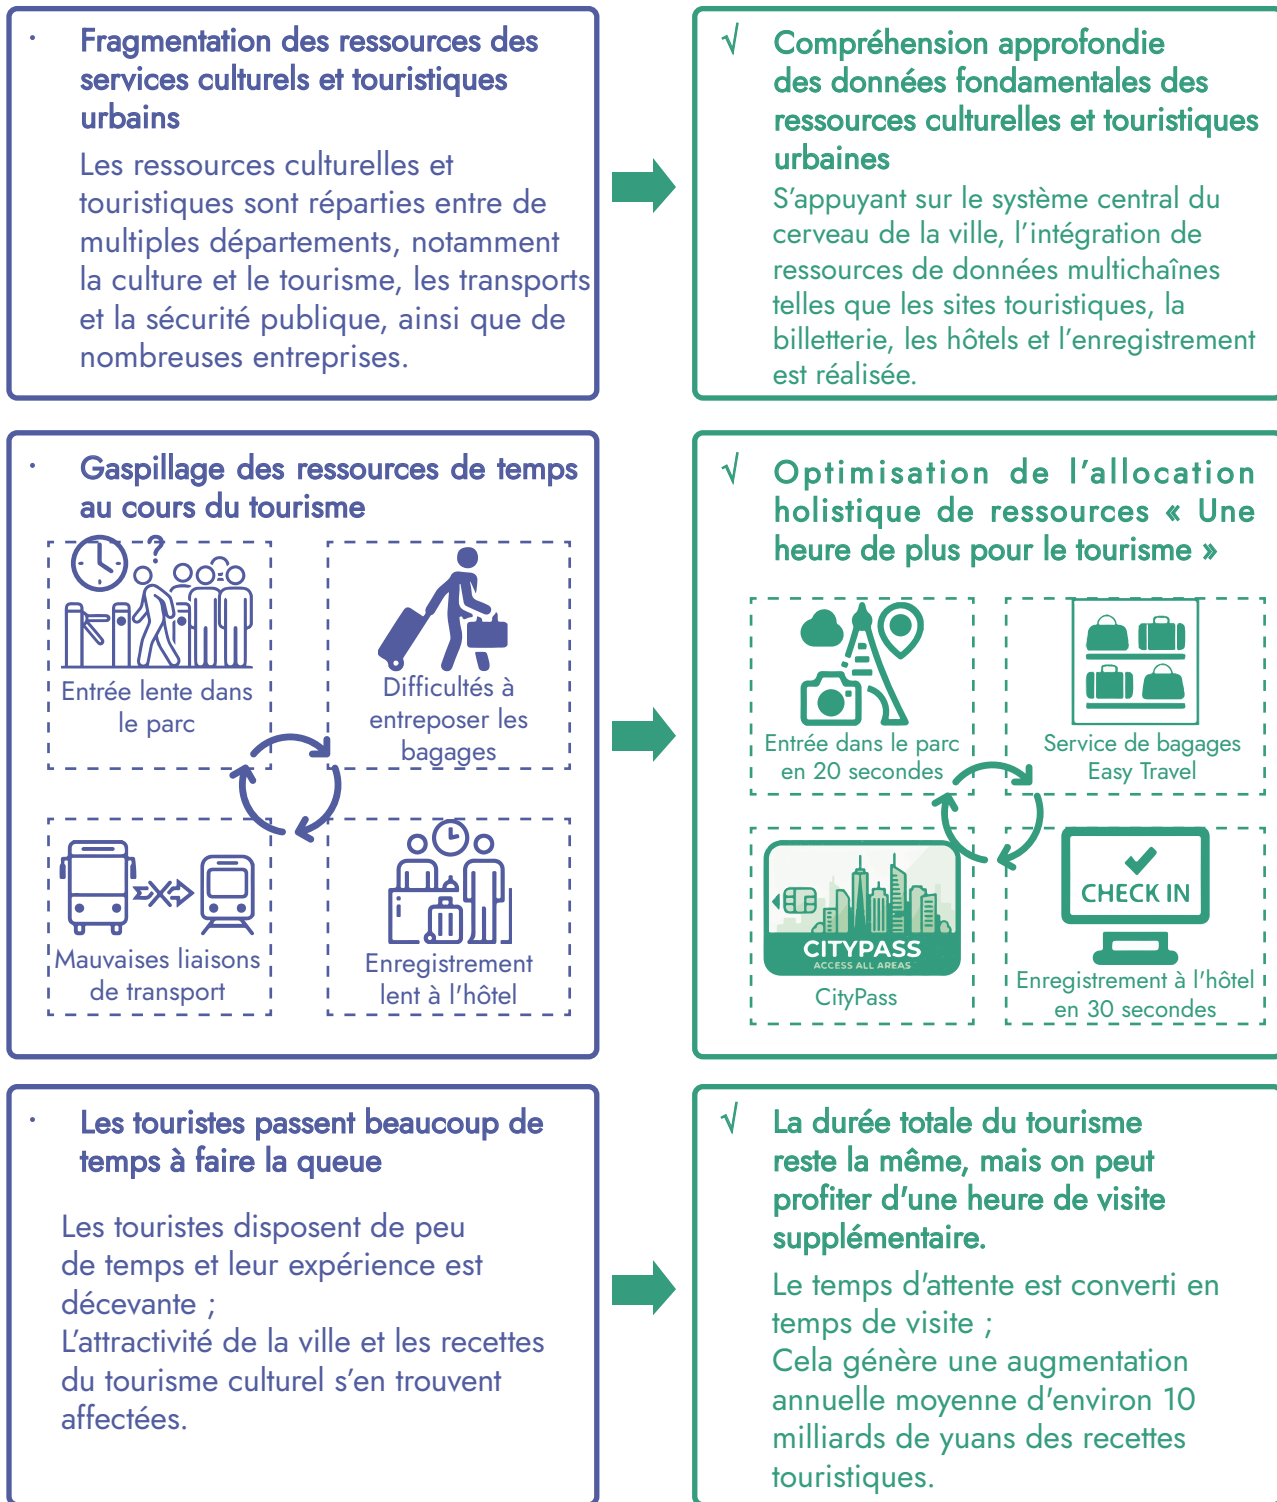 · Fragmentation des ressources des
services culturels et touristiques
urbains
Les ressources culturelles et
touristiques sont réparties entre de
multiples départements, notamment
la culture et le tourisme, les transports
et la sécurité publique, ainsi que de
nombreuses entreprises.
√ Compréhension approfondie
des données fondamentales des
ressources culturelles et touristiques
urbaines
S'appuyant sur le système central du
cerveau de la ville, l'intégration de
ressources de données multichaînes
telles que les sites touristiques, la
billetterie, les hôtels et l'enregistrement
est réalisée.
· Gaspillage des ressources de temps
au cours du tourisme
?
Entrée lente dans
le parc
Difficultés à
entreposer les
bagages
Mauvaises liaisons
de transport
Enregistrement
lent à l'hôtel
√ Optimisation de l'allocation
holistique de ressources « Une
heure de plus pour le tourisme »
Entrée dans le parc
en 20 secondes
Service de bagages
Easy Travel
CITYPASS
ACCESS ALL AREAS
CityPass
CHECK IN
Enregistrement à l'hôtel
en 30 secondes
· Les touristes passent beaucoup de
temps à faire la queue
Les touristes disposent de peu
de temps et leur expérience est
décevante ;
L'attractivité de la ville et les recettes
du tourisme culturel s'en trouvent
affectées.
√ La durée totale du tourisme
reste la même, mais on peut
profiter d'une heure de visite
supplémentaire.
Le temps d'attente est converti en
temps de visite ;
Cela génère une augmentation
annuelle moyenne d'environ 10
milliards de yuans des recettes
touristiques.